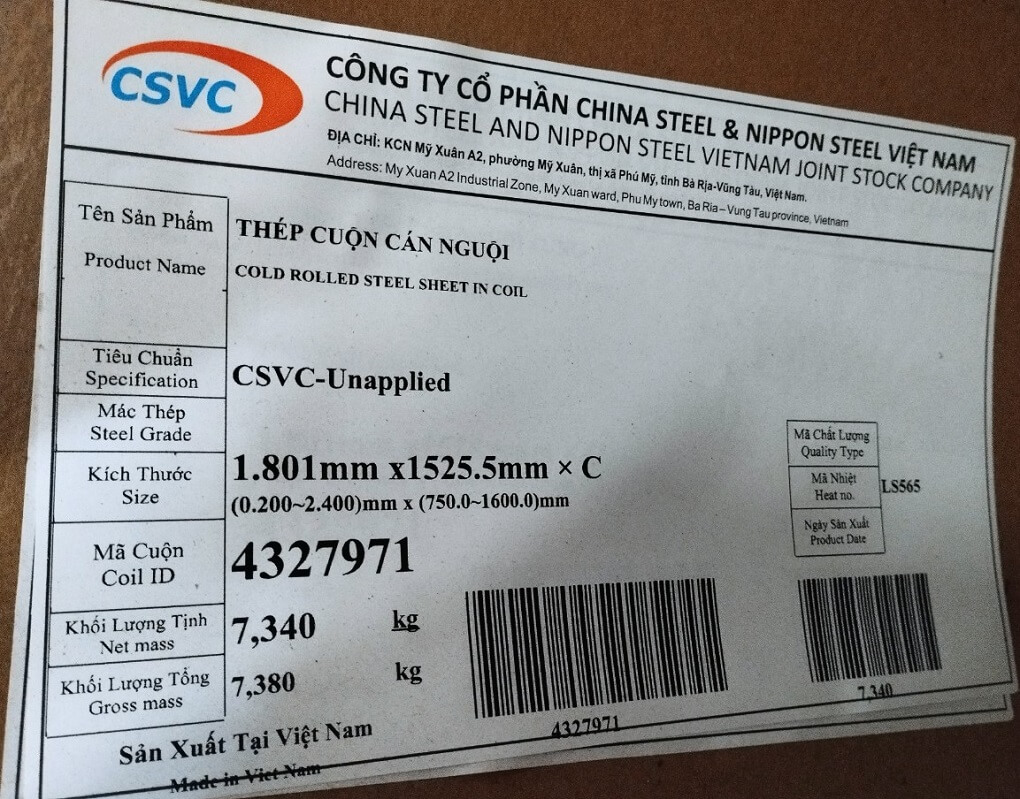 CSVC
CÔNG TY CỔ PHẦN CHINA STEEL & NIPPON STEEL VIỆT NAM
CHINA STEEL AND NIPPON STEEL VIETNAM JOINT STOCK COMPANY
ĐỊA CHỈ: KCN Mỹ Xuân A2, phường Mỹ Xuân, thị xã Phú Mỹ, tỉnh Bà Rịa-Vũng Tàu, Việt Nam.
Address: My Xuan A2 Industrial Zone, My Xuan ward, Phu My town, Ba Ria – Vung Tau province, Vietnam
Tên Sản Phẩm
Product Name
THÉP CUỘN CÁN NGUỘI
COLD ROLLED STEEL SHEET IN COIL
Tiêu Chuẩn
Specification
CSVC-Unapplied
Mác Thép
Steel Grade
Kích Thước
Size
1.801mm x1525.5mm × C
(0.200~2.400)mm x (750.0~1600.0)mm
Mã Chất Lượng
Quality Type
Mã Nhiệt
Heat no.
LS565
Ngày Sản Xuất
Product Date
Mã Cuộn
Coil ID
4327971
Khối Lượng Tịnh
Net mass
7,340 kg
Khối Lượng Tổng
Gross mass
7,380 kg
4327971
7,340
Sản Xuất Tại Việt Nam
Made in Viet Nam